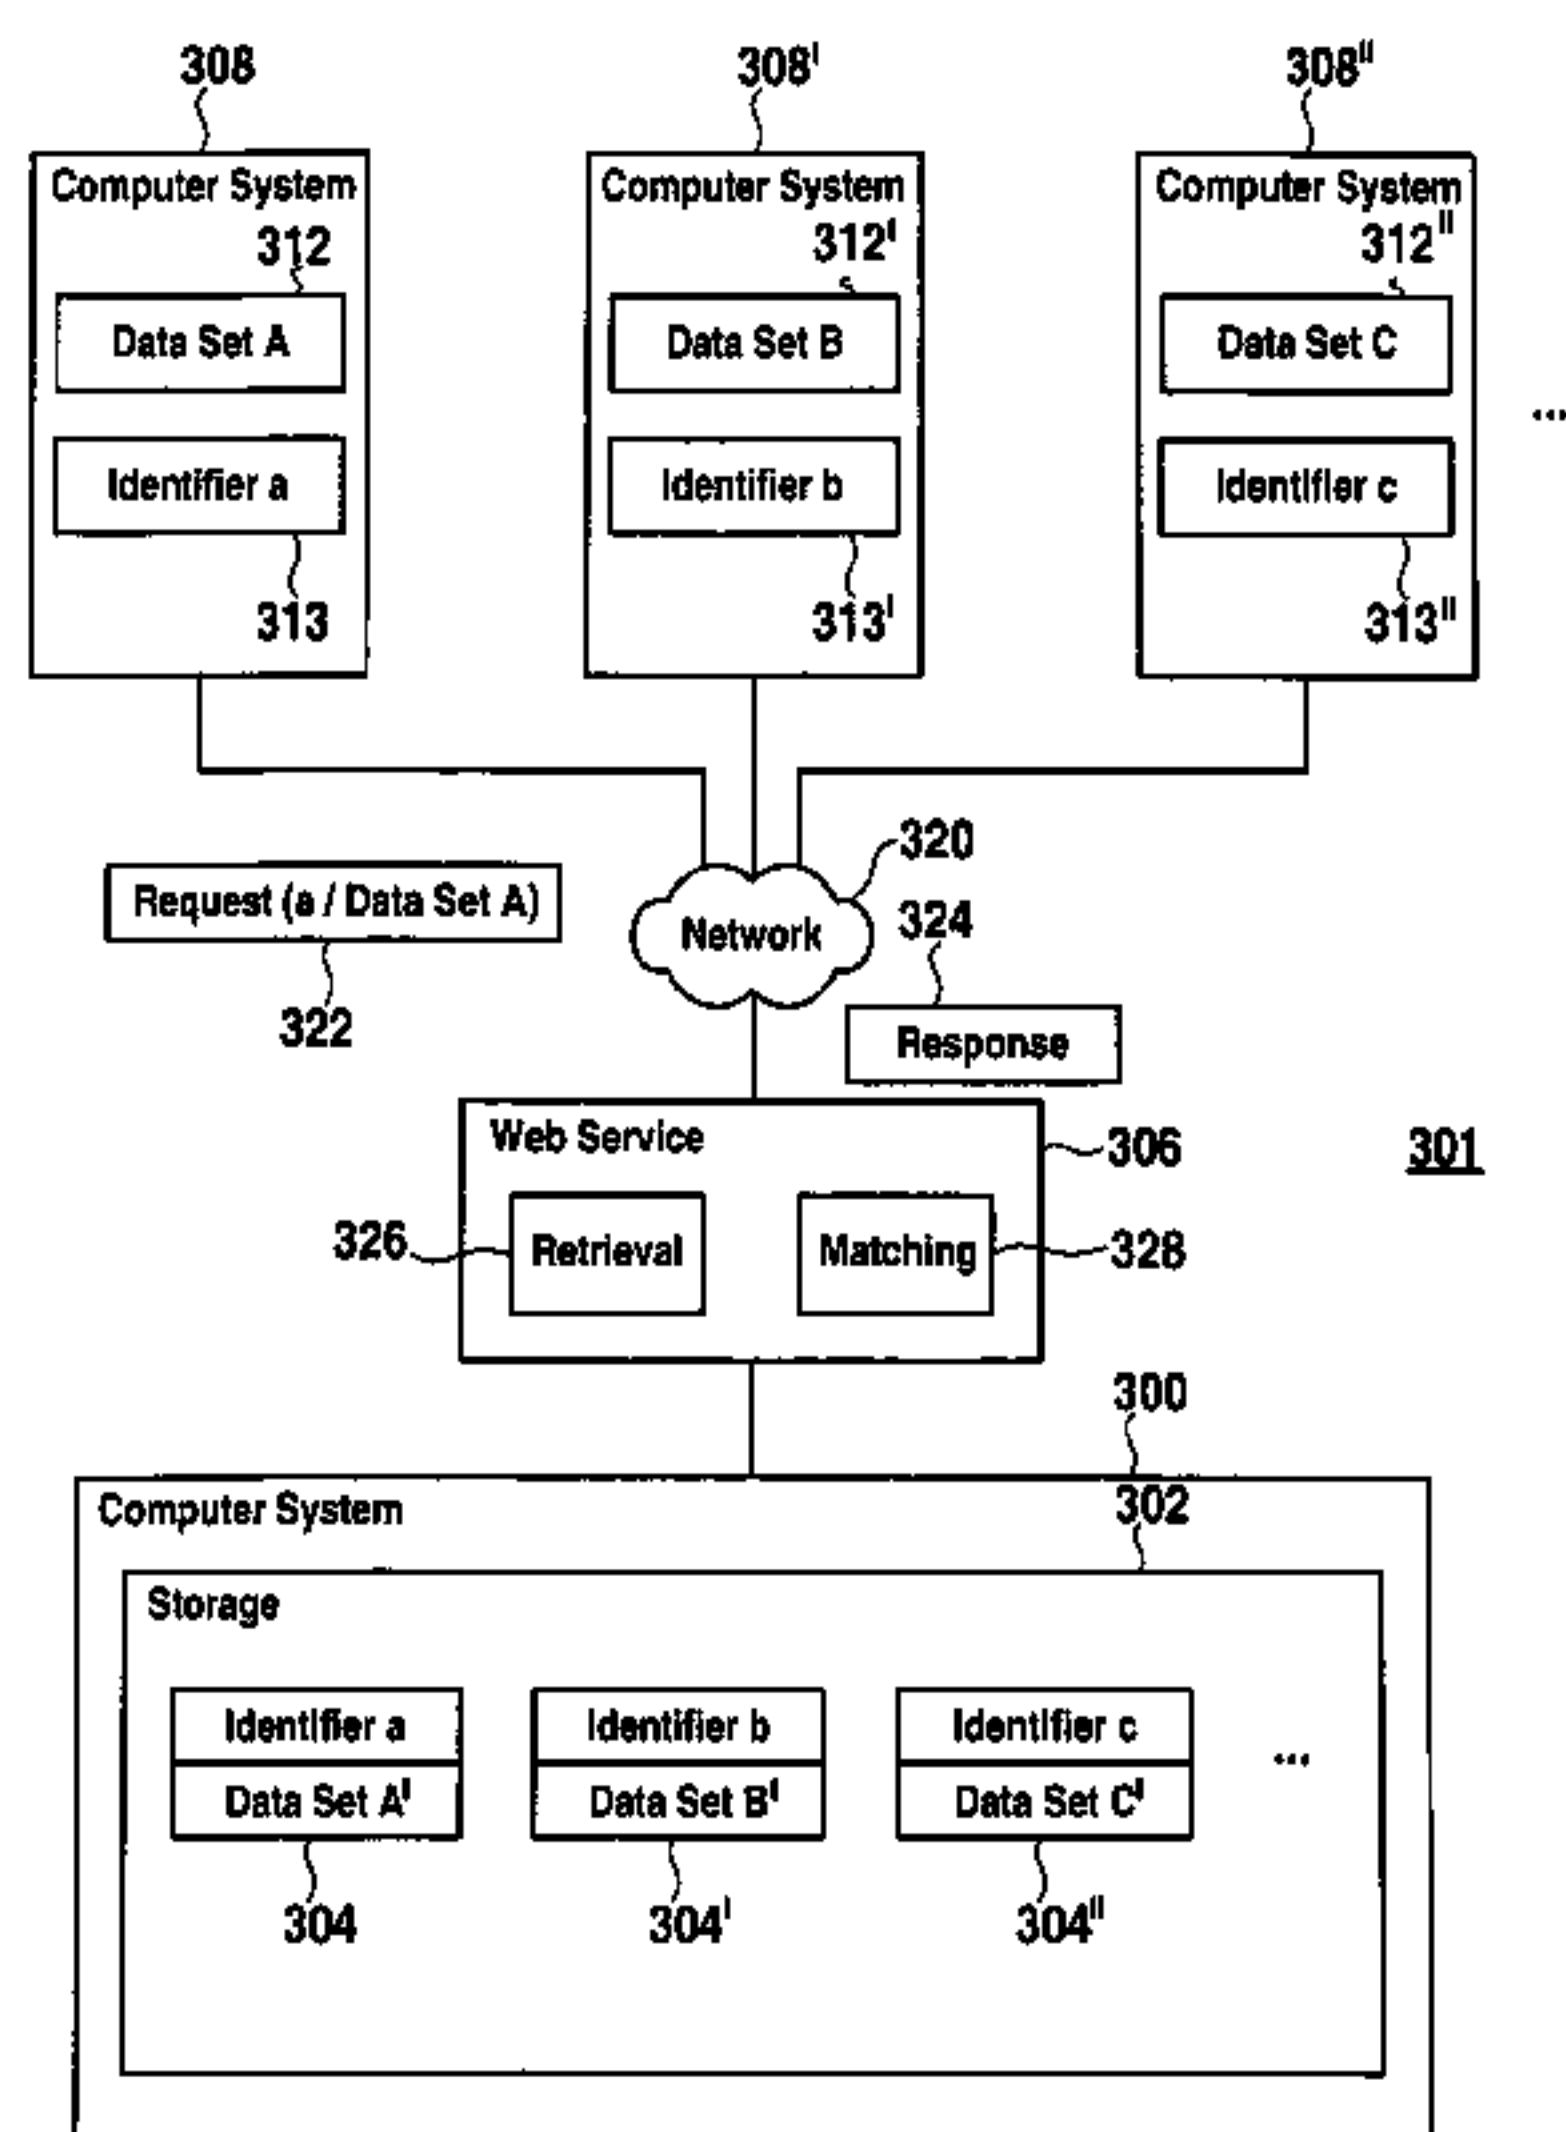 308
308'
308''
Computer System
Computer System
Computer System
312
312'
312''
Data Set A
Data Set B
Data Set C
...
Identifier a
Identifier b
Identifier c
313
313'
313''
320
Request (a / Data Set A)
Network
324
322
Response
Web Service
306
301
326
Retrieval
Matching
328
300
Computer System
302
Storage
Identifier a
Identifier b
Identifier c
...
Data Set A'
Data Set B'
Data Set C'
304
304'
304''